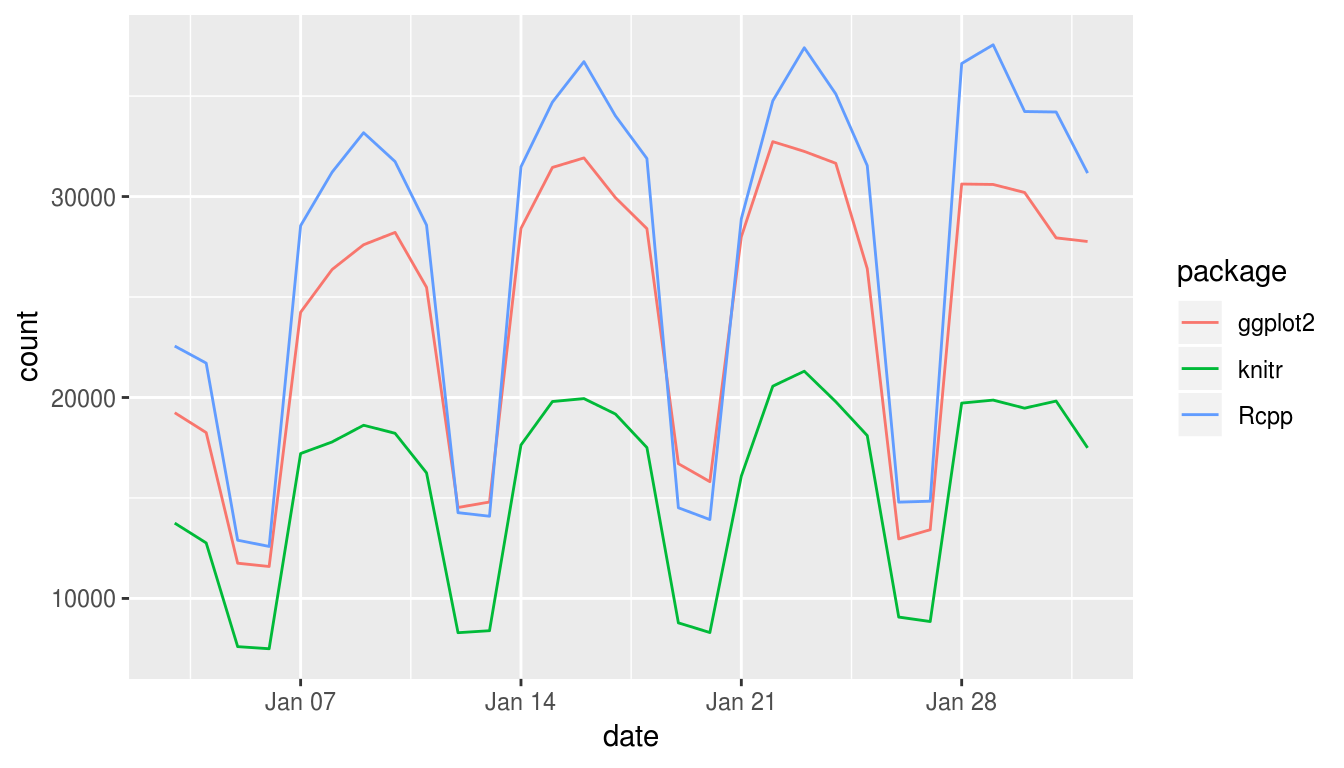 count
30000
20000
10000
Jan 07 Jan 14 Jan 21 Jan 28
date
package
ggplot2
knitr
Rcpp